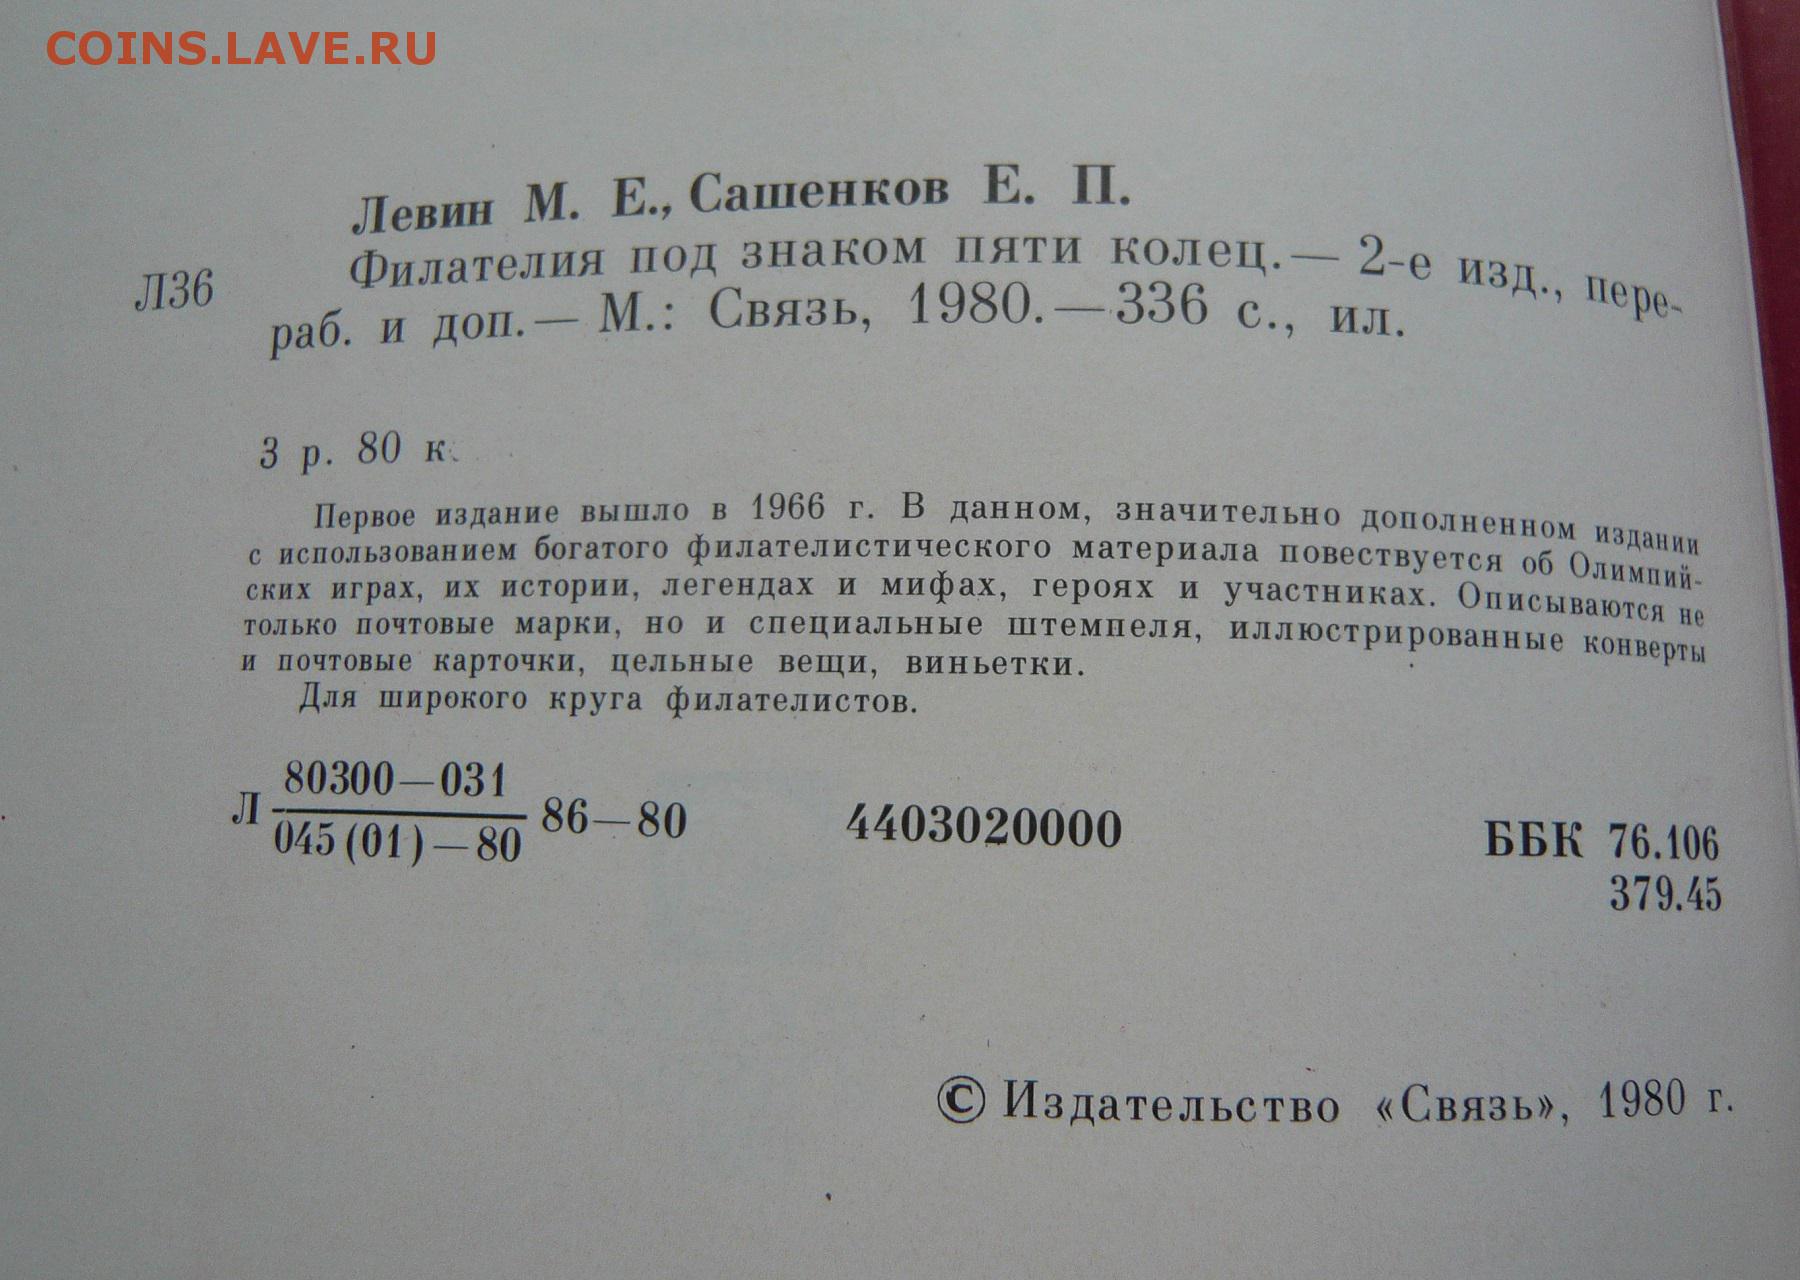 COINS.LAVE.RU
Левин М. Е., Сашенков Е. П.
Л36 Филателия под знаком пяти колец.— 2-е изд., пере-
раб. и доп.— М.: Связь, 1980.—336 с., ил.
3 р. 80 к.
Первое издание вышло в 1966 г. В данном, значительно дополненном издании
с использованием богатого филателистического материала повествуется об Олимпий-
ских играх, их истории, легендах и мифах, героях и участниках. Описываются не
только почтовые марки, но и специальные штемпеля, иллюстрированные конверты
и почтовые карточки, цельные вещи, виньетки.
Для широкого круга филателистов.
80300—031
Л 86—80 4403020000 ББК 76.106
045(01)—80
379.45
© Издательство «Связь», 1980 г.